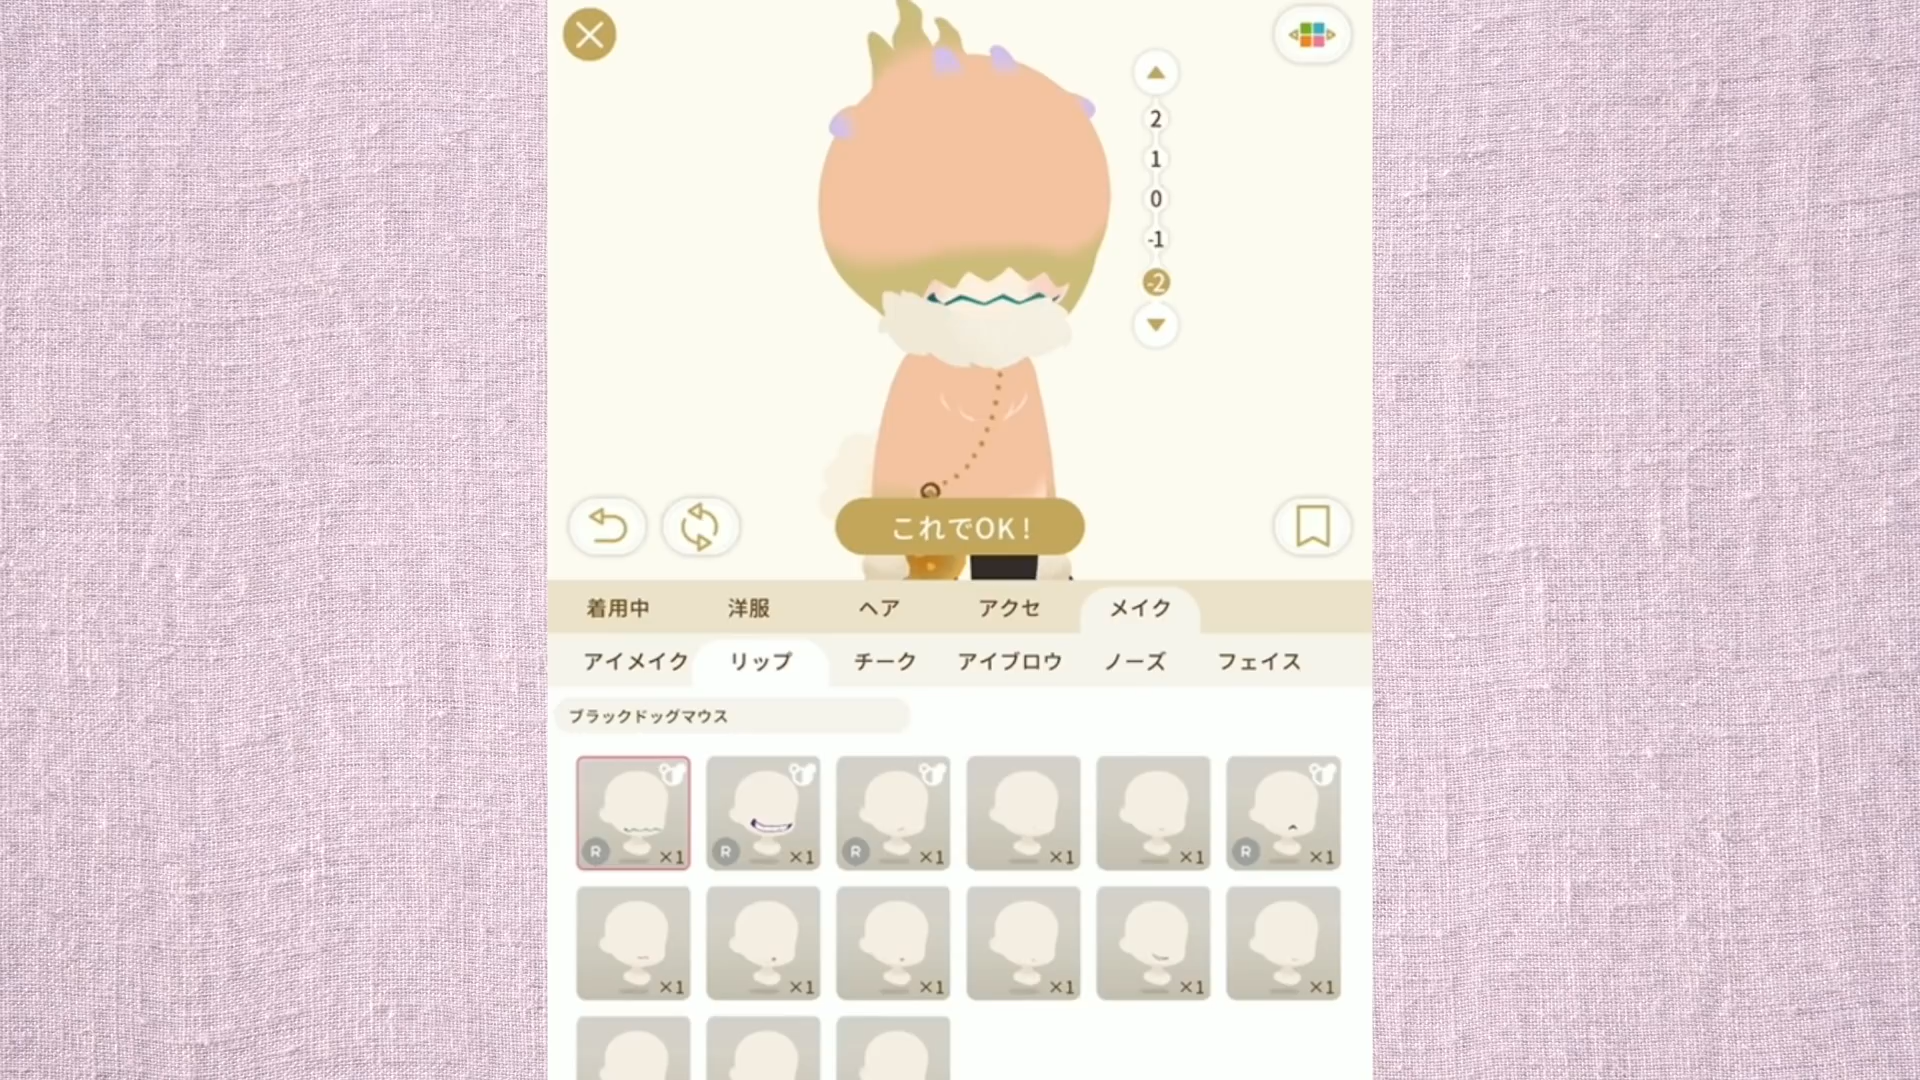 2
1
0
-1
-2
これでOK！
着用中 洋服 ヘア アクセ メイク
アイメイク リップ チーク アイブロウ ノーズ フェイス
ブラックドッグマウス
R ×1 R ×1 R ×1 ×1 ×1 R ×1
×1 ×1 ×1 ×1 ×1 ×1